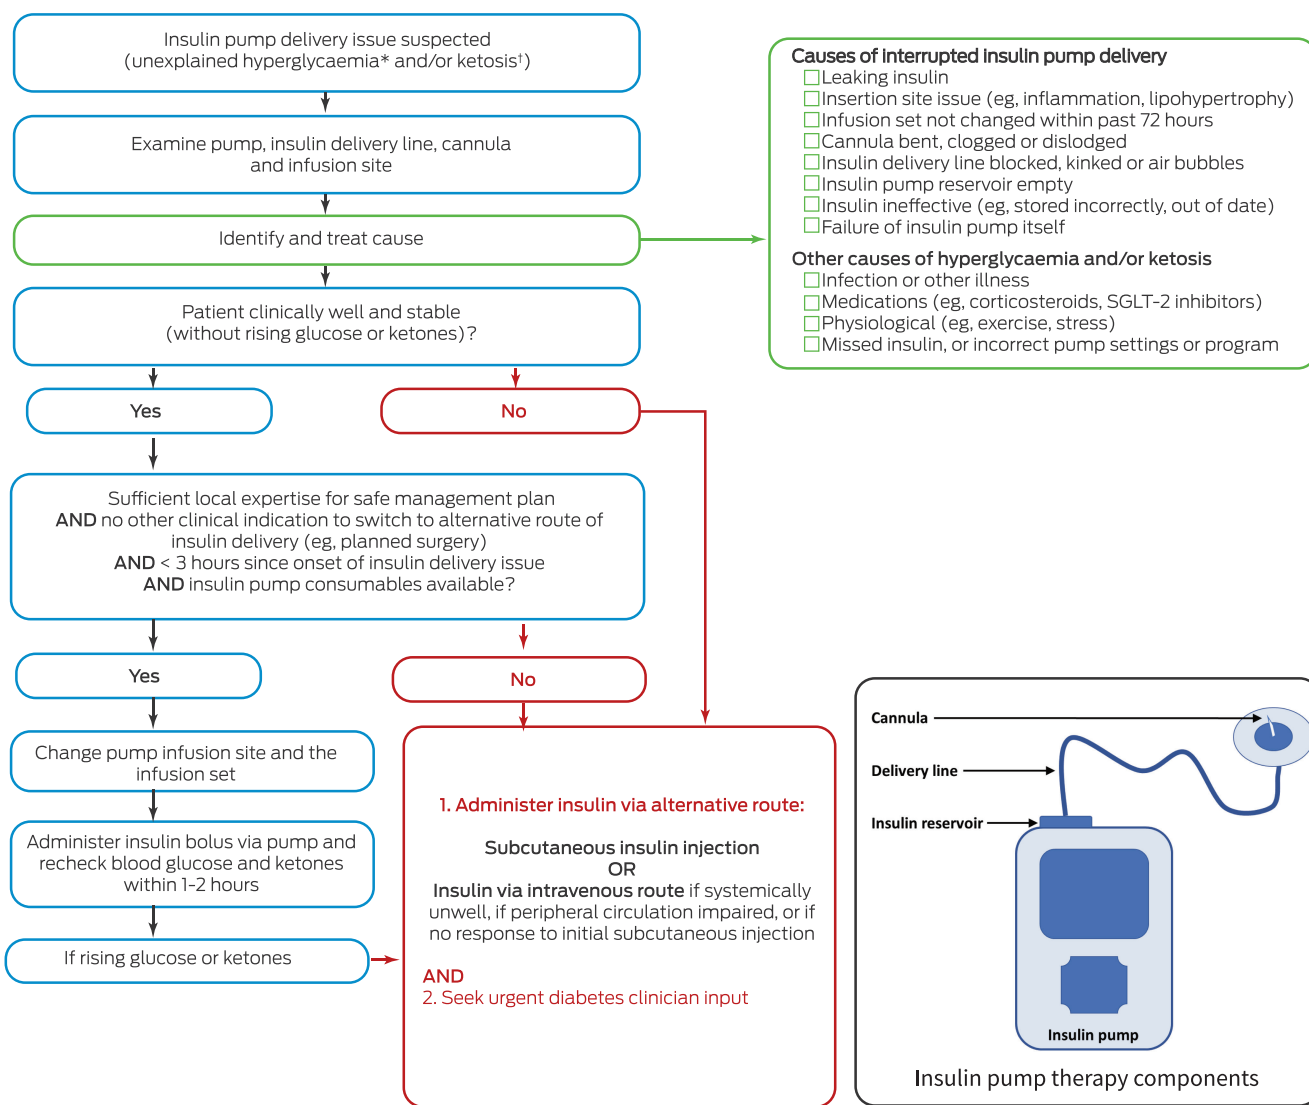 Insulin pump delivery issue suspected
(unexplained hyperglycaemia* and/or ketosis†)
Examine pump, insulin delivery line, cannula
and infusion site
Identify and treat cause
Causes of interrupted insulin pump delivery
Leaking insulin
Insertion site issue (eg, inflammation, lipohypertrophy)
Infusion set not changed within past 72 hours
Cannula bent, clogged or dislodged
Insulin delivery line blocked, kinked or air bubbles
Insulin pump reservoir empty
Insulin ineffective (eg, stored incorrectly, out of date)
Failure of insulin pump itself
Other causes of hyperglycaemia and/or ketosis
Infection or other illness
Medications (eg, corticosteroids, SGLT-2 inhibitors)
Physiological (eg, exercise, stress)
Missed insulin, or incorrect pump settings or program
Patient clinically well and stable
(without rising glucose or ketones)?
Yes
No
Sufficient local expertise for safe management plan
AND no other clinical indication to switch to alternative route of
insulin delivery (eg, planned surgery)
AND < 3 hours since onset of insulin delivery issue
AND insulin pump consumables available?
Yes
No
Change pump infusion site and the
infusion set
Administer insulin bolus via pump and
recheck blood glucose and ketones
within 1-2 hours
If rising glucose or ketones
1. Administer insulin via alternative route:
Subcutaneous insulin injection
OR
Insulin via intravenous route if systemically
unwell, if peripheral circulation impaired, or if
no response to initial subcutaneous injection
AND
2. Seek urgent diabetes clinician input
Cannula
Delivery line
Insulin reservoir
Insulin pump
Insulin pump therapy components